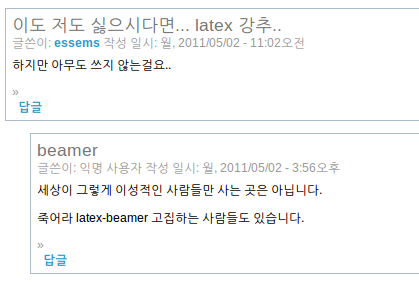 이도 저도 싫으시다면... latex 강추..
글쓴이: essems 작성 일시: 월, 2011/05/02 - 11:02오전
하지만 아무도 쓰지 않는걸요..
»
답글
beamer
글쓴이: 익명 사용자 작성 일시: 월, 2011/05/02 - 3:56오후
세상이 그렇게 이성적인 사람들만 사는 곳은 아닙니다.
죽어라 latex-beamer 고집하는 사람들도 있습니다.
»
답글